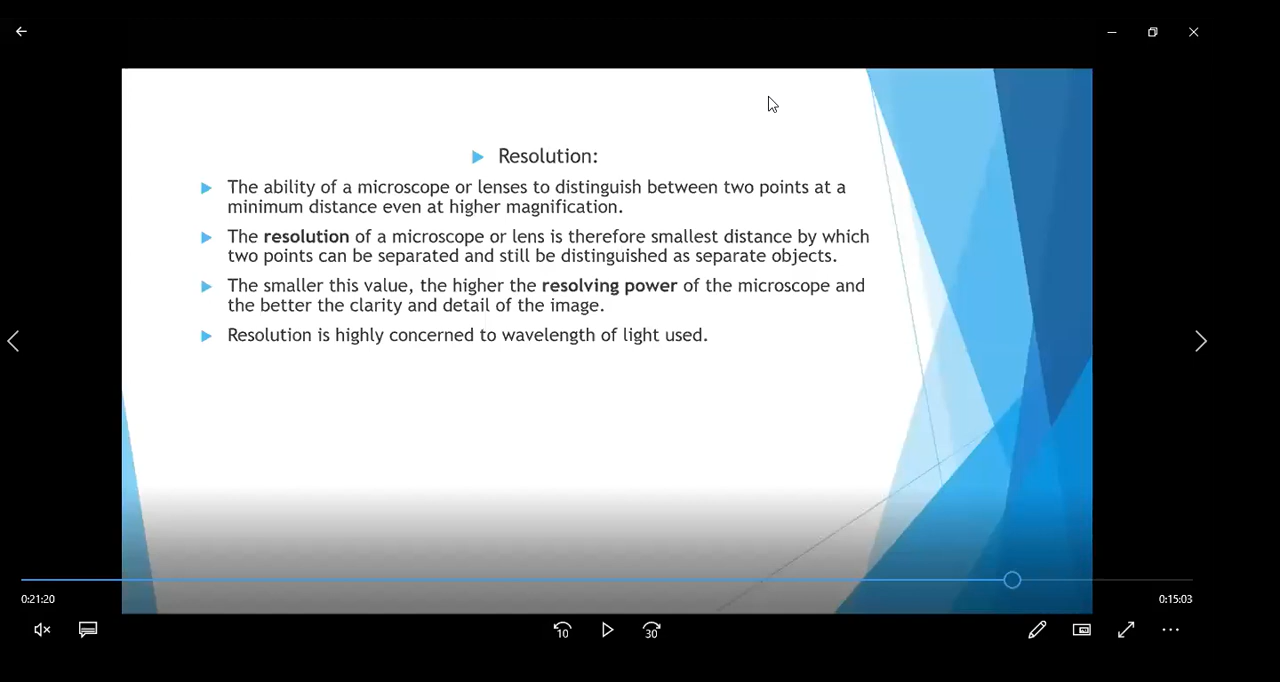 Resolution:
The ability of a microscope or lenses to distinguish between two points at a
minimum distance even at higher magnification.
The resolution of a microscope or lens is therefore smallest distance by which
two points can be separated and still be distinguished as separate objects.
The smaller this value, the higher the resolving power of the microscope and
the better the clarity and detail of the image.
Resolution is highly concerned to wavelength of light used.
0:21:20
0:15:03
10
30